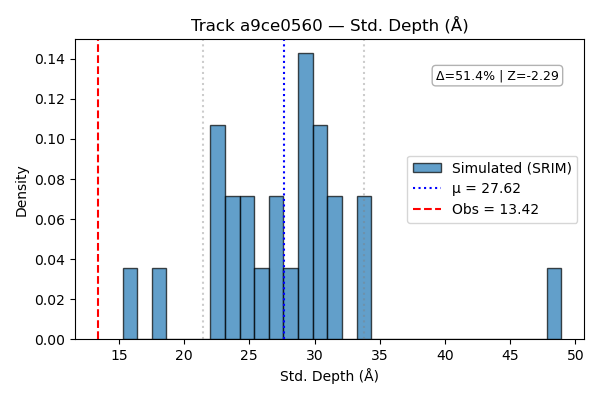 Track a9ce0560 — Std. Depth (Å)
Δ=51.4% | Z=-2.29
Simulated (SRIM)
μ = 27.62
Obs = 13.42
Density
0.14
0.12
0.10
0.08
0.06
0.04
0.02
0.00
15 20 25 30 35 40 45 50
Std. Depth (Å)